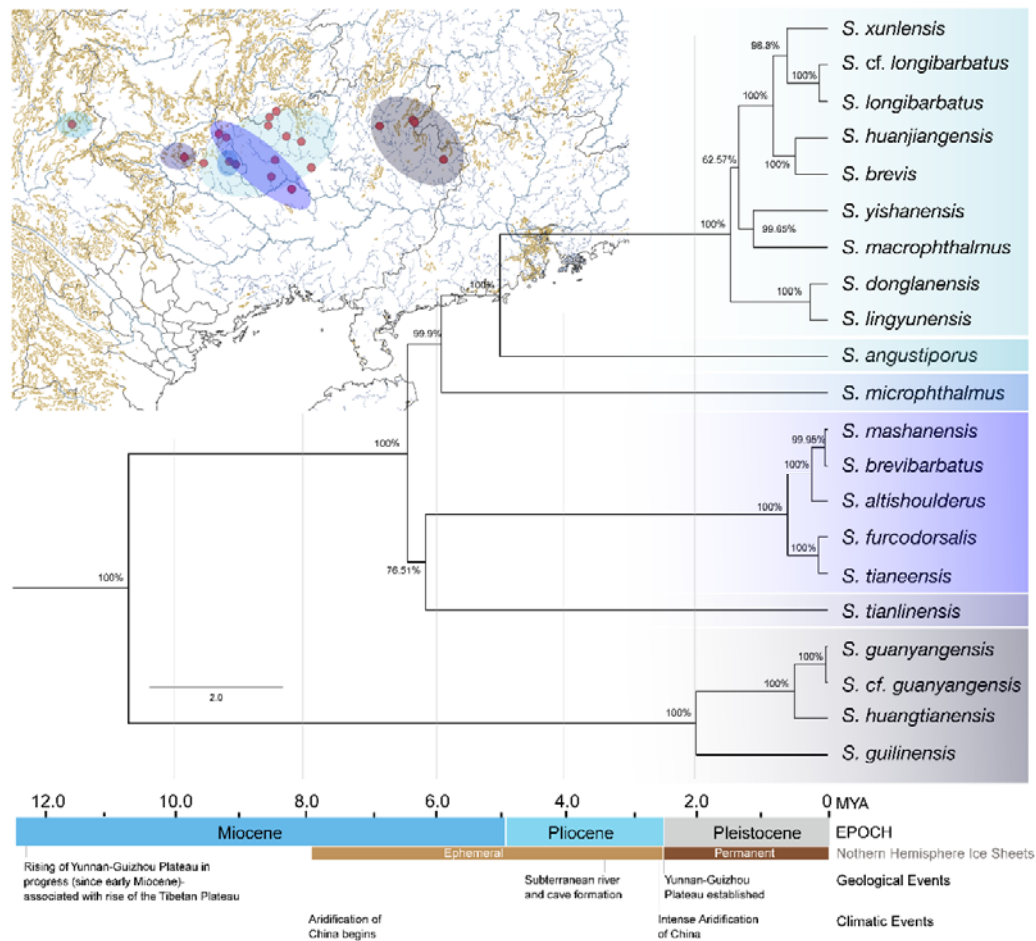 S. xunlensis
98.8%
S. cf. longibarbatus
100%
S. longibarbatus
100%
S. huanjiangensis
62.57%
100%
S. brevis
S. yishanensis
99.65%
100%
S. macrophthalmus
S. donglanensis
100%
S. lingyunensis
100%
99.9%
S. angustiporus
S. microphthalmus
S. mashanensis
99.95%
100%
S. brevibarbatus
100%
S. altishoulderus
100%
S. furcodorsalis
100%
76.51%
S. tianeensis
100%
S. tianlinensis
S. guanyangensis
100%
S. cf. guanyangensis
100%
2.0
S. huangtianensis
100%
S. guilinensis
12.0 10.0 8.0 6.0 4.0 2.0 0 MYA
Miocene Pliocene Pleistocene EPOCH
Ephemeral Permanent Nothern Hemisphere Ice Sheets
Rising of Yunnan-Guizhou Plateau in
progress (since early Miocene)-
associated with rise of the Tibetan Plateau
Subterranean river
and cave formation
Yunnan-Guizhou
Plateau established
Geological Events
Aridification of
China begins
Intense Aridification
of China
Climatic Events